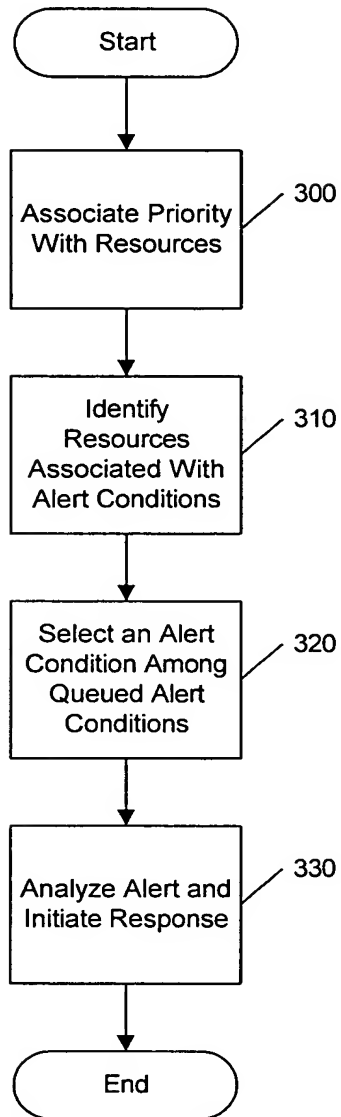 Start
Associate Priority
With Resources
300
Identify
Resources
Associated With
Alert Conditions
310
Select an Alert
Condition Among
Queued Alert
Conditions
320
Analyze Alert and
Initiate Response
330
End